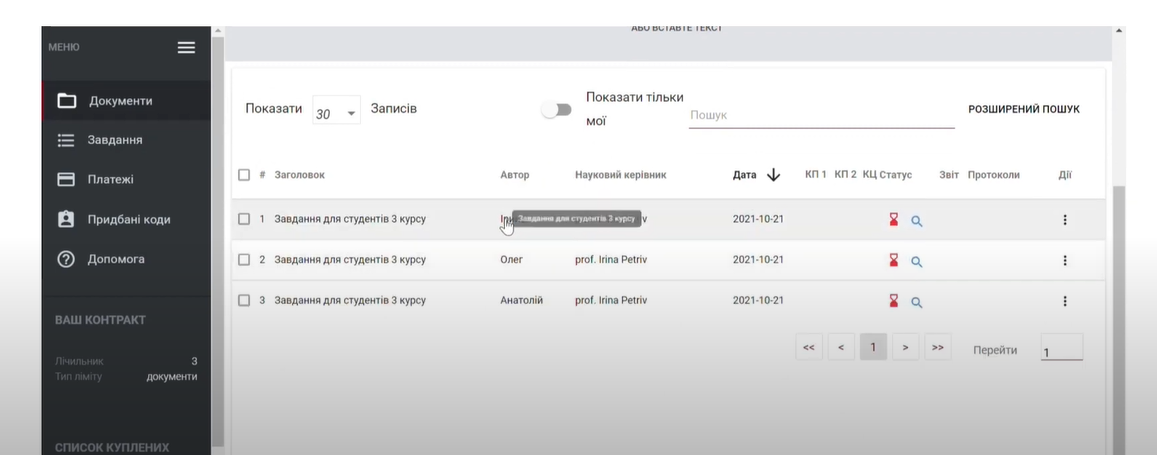 АБО ВСТАВТЕ ТЕКСТ
МЕНЮ
Документи
Завдання
Платежі
Придбані коди
Допомога
ВАШ КОНТРАКТ
Лічильник 3
Тип ліміту документи
СПИСОК КУПЛЕНИХ
Показати 30 Записів
Показати тільки
мої
Пошук
РОЗШИРЕНИЙ ПОШУК
# Заголовок Автор Науковий керівник Дата КП 1 КП 2 КЦ Статус Звіт Протоколи Дії
1 Завдання для студентів 3 курсу Завдання для студентів 3 курсу 2021-10-21
2 Завдання для студентів 3 курсу Олег prof. Irina Petriv 2021-10-21
3 Завдання для студентів 3 курсу Анатолій prof. Irina Petriv 2021-10-21
<< < 1 > >> Перейти 1